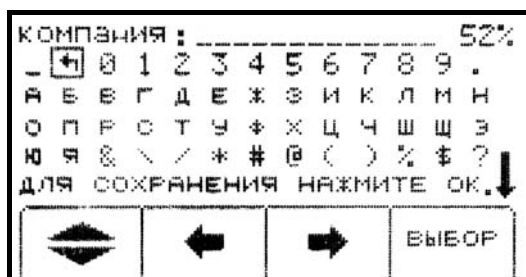 КОМПАНИЯ: _ _ _ _ _ _ _ _ _ _ _ 52%
_ ↰ 0 1 2 3 4 5 6 7 8 9 .
А Б В Г Д Е Ж З И К Л М Н
О П Р С Т У Ф Х Ц Ч Ш Щ Э
Ю Я & \ / * # @ ( ) % $ ?
ДЛЯ СОХРАНЕНИЯ НАЖМИТЕ ОК.
ВЫБОР